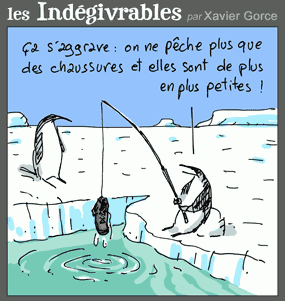 les Indégivrables par Xavier Gorce
Ça s'aggrave : on ne pêche plus que
des chaussures et elles sont de plus
en plus petites !